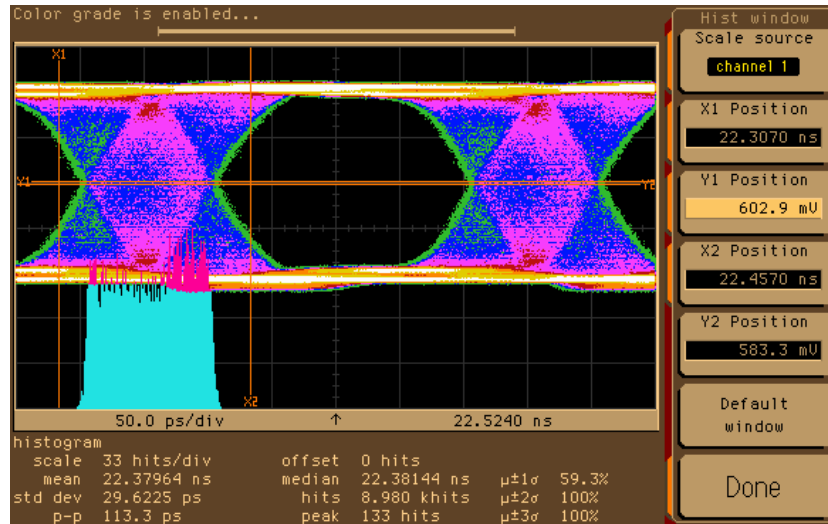 Color grade is enabled...
X1
Y1
Y2
X2
50.0 ps/div ↑ 22.5240 ns
histogram
scale 33 hits/div offset 0 hits
mean 22.37964 ns median 22.38144 ns µ±1σ 59.3%
std dev 29.6225 ps hits 8.980 khits µ±2σ 100%
p-p 113.3 ps peak 133 hits µ±3σ 100%
Hist window
Scale source
channel 1
X1 Position
22.3070 ns
Y1 Position
602.9 mV
X2 Position
22.4570 ns
Y2 Position
583.3 mV
Default
window
Done